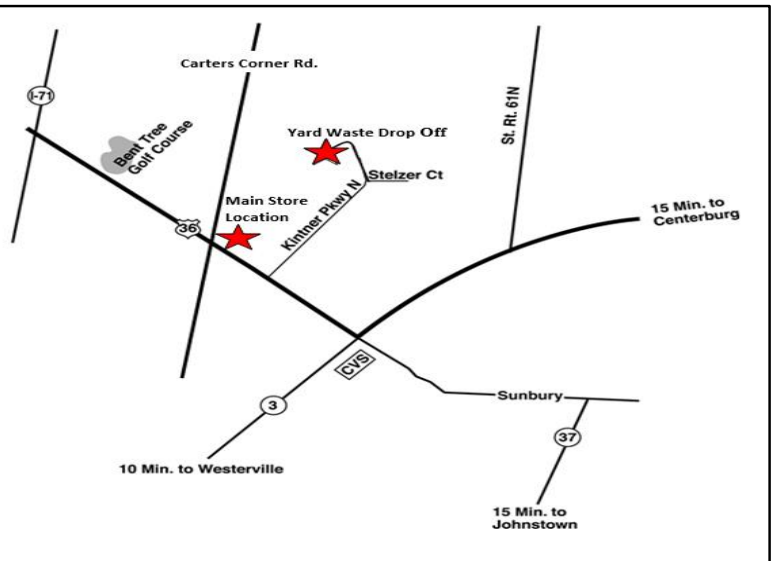 Carters Corner Rd.
I-71
St. Rt. 61N
Bent Tree
Golf Course
Yard Waste Drop Off
Stelzer Ct
Main Store
Location
Kintner Pkwy N
15 Min. to
Centerburg
36
CVS
Sunbury
3
37
10 Min. to Westerville
15 Min. to
Johnstown